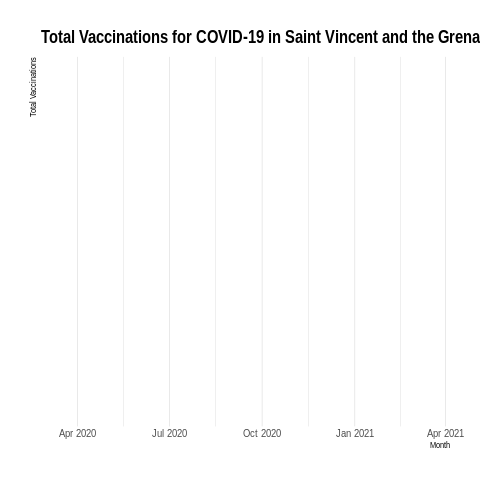 Total Vaccinations for COVID-19 in Saint Vincent and the Grena
Total Vaccinations
Apr 2020 Jul 2020 Oct 2020 Jan 2021 Apr 2021
Month